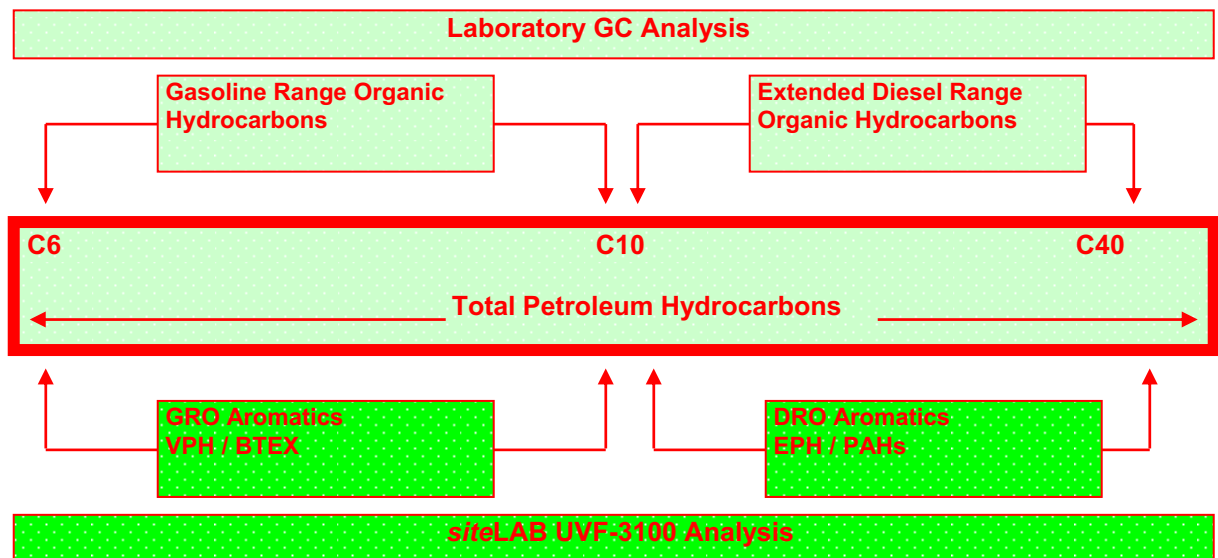 Laboratory GC Analysis
Gasoline Range Organic
Hydrocarbons
Extended Diesel Range
Organic Hydrocarbons
C6
C10
C40
Total Petroleum Hydrocarbons
GRO Aromatics
VPH / BTEX
DRO Aromatics
EPH / PAHs
siteLAB UVF-3100 Analysis